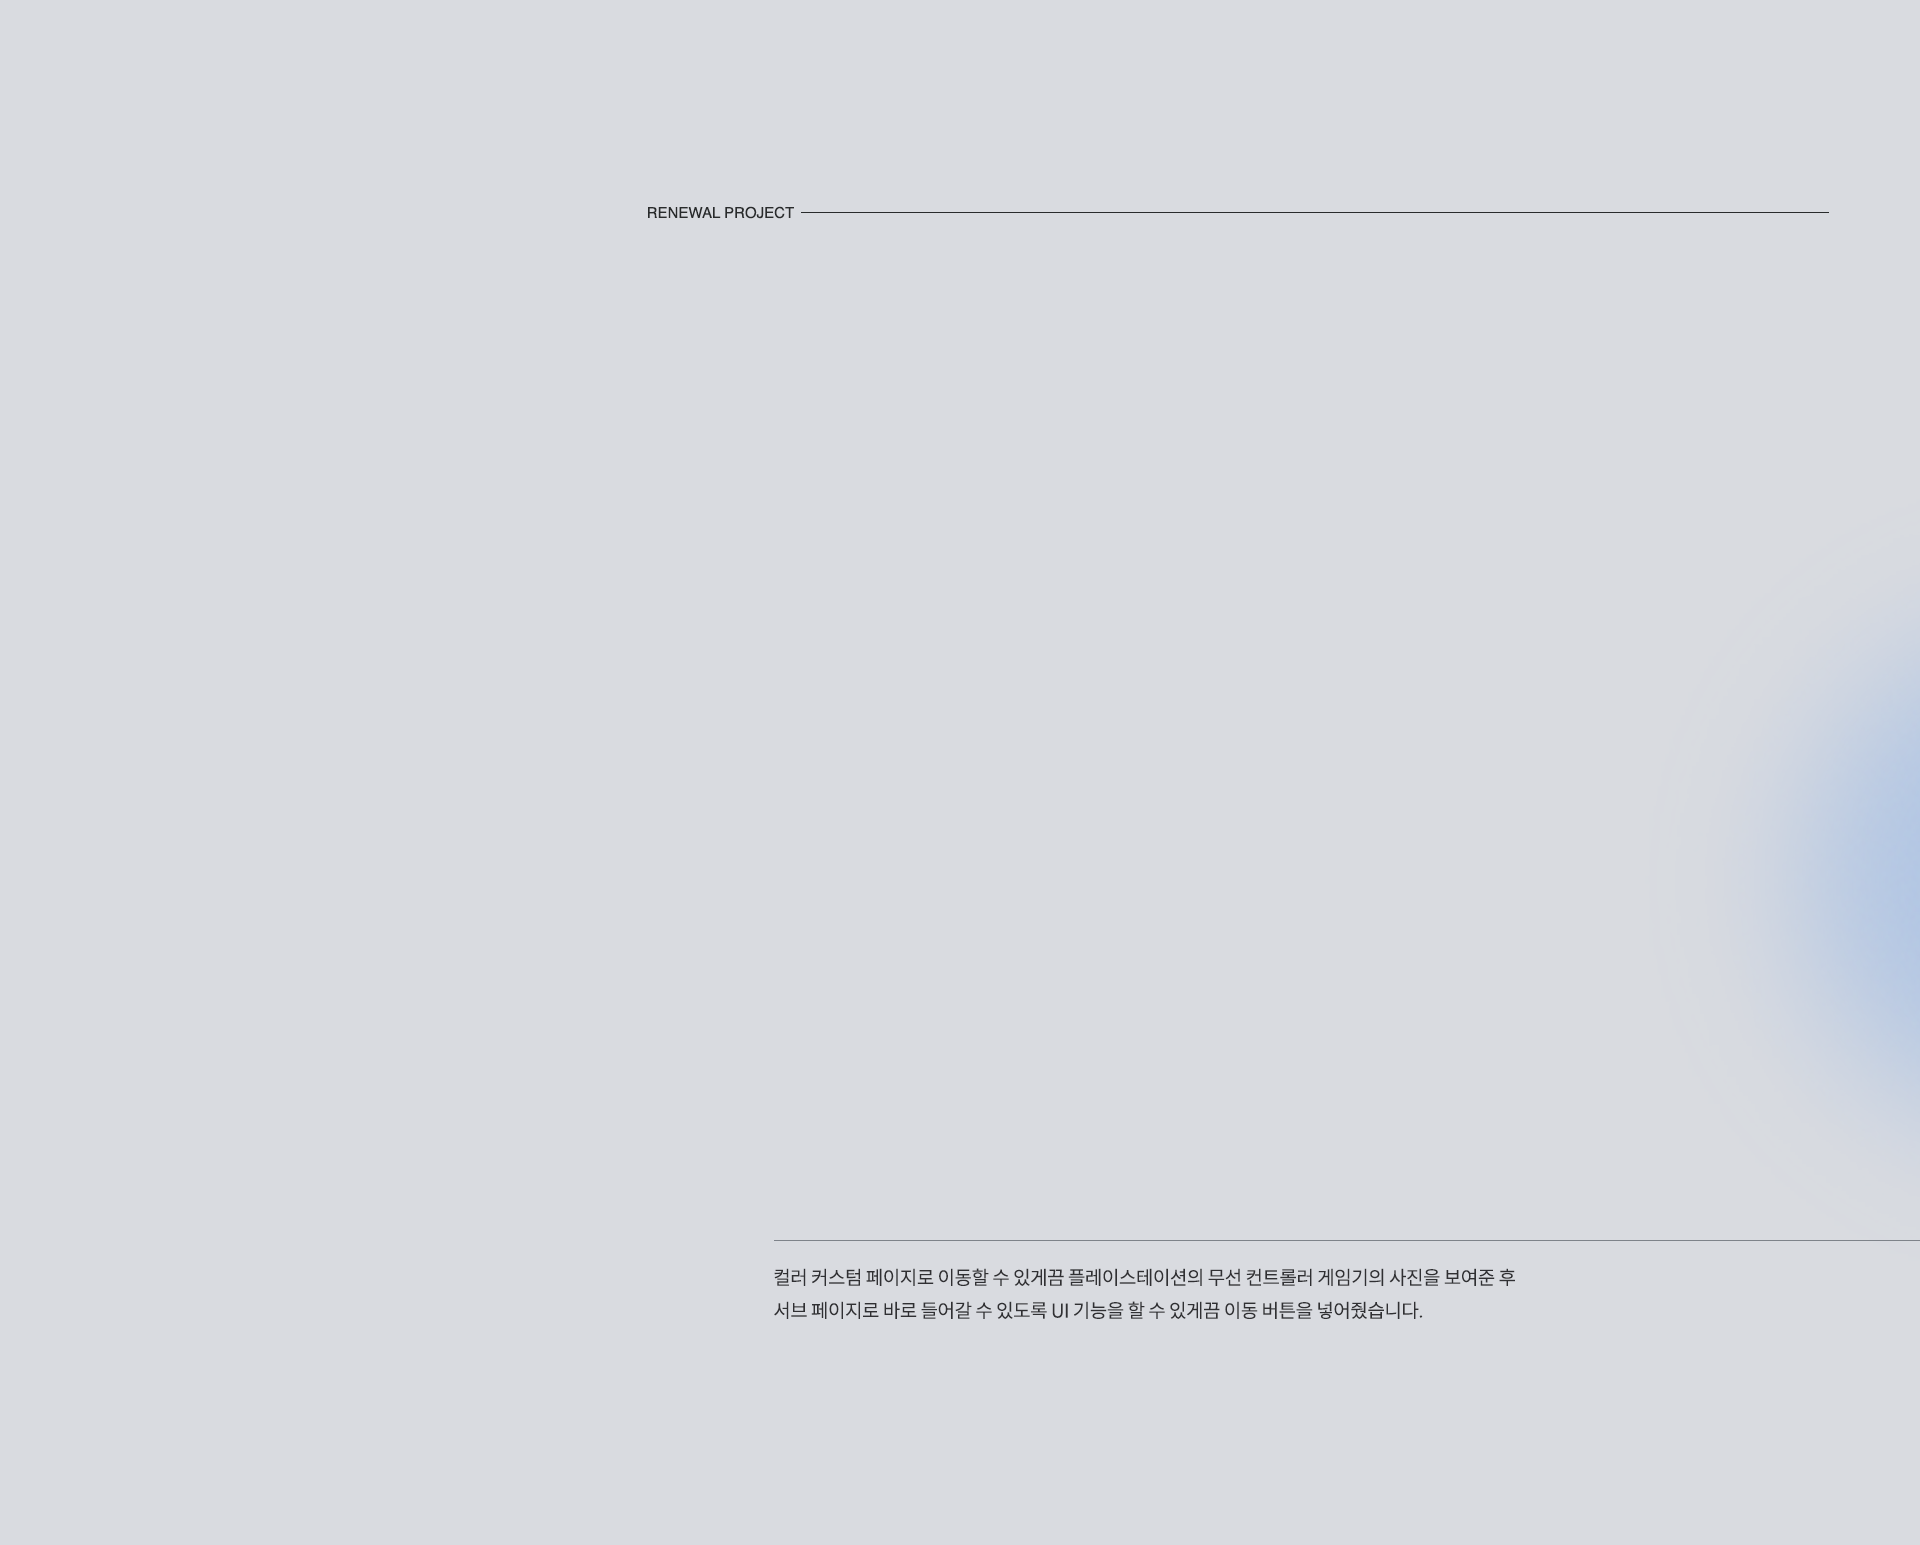 RENEWAL PROJECT
컬러 커스텀 페이지로 이동할 수 있게끔 플레이스테이션의 무선 컨트롤러 게임기의 사진을 보여준 후
서브 페이지로 바로 들어갈 수 있도록 UI 기능을 할 수 있게끔 이동 버튼을 넣어줬습니다.